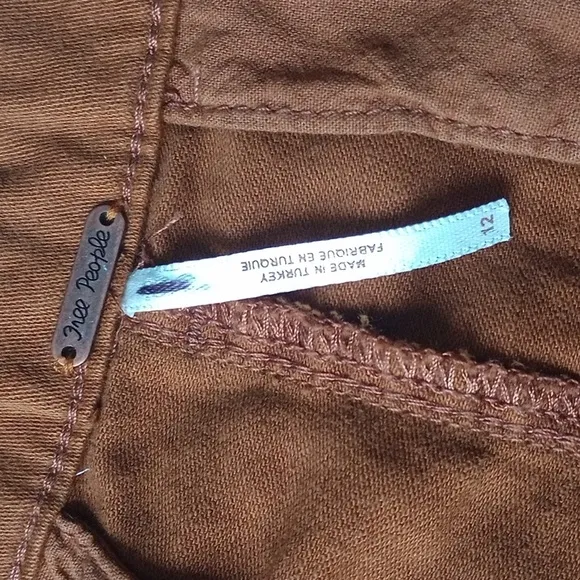 Free People
12
MADE IN TURKEY
FABRIQUE EN TURQUIE